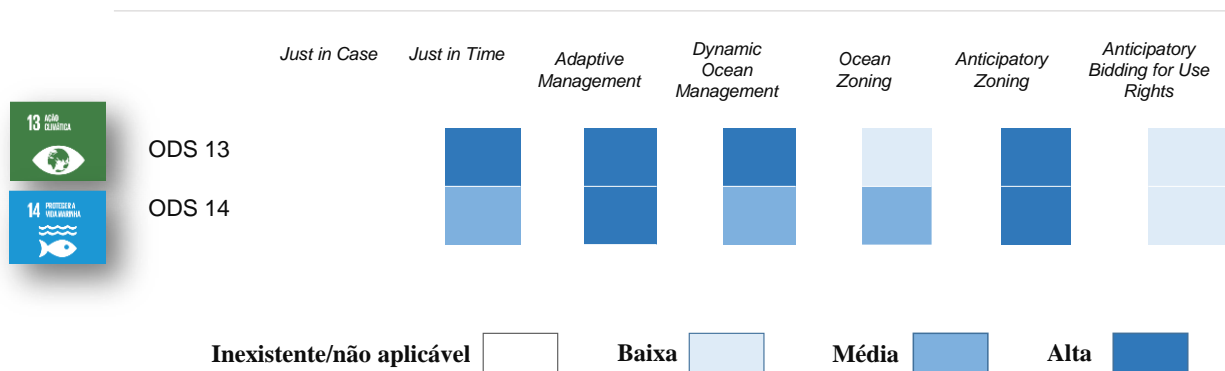 Just in Case
Just in Time
Adaptive
Management
Dynamic
Ocean
Management
Ocean
Zoning
Anticipatory
Zoning
Anticipatory
Bidding for Use
Rights
13 AÇÃO
CLIMÁTICA
ODS 13
14 PROTEGER A
VIDA MARINHA
ODS 14
Inexistente/não aplicável
Baixa
Média
Alta